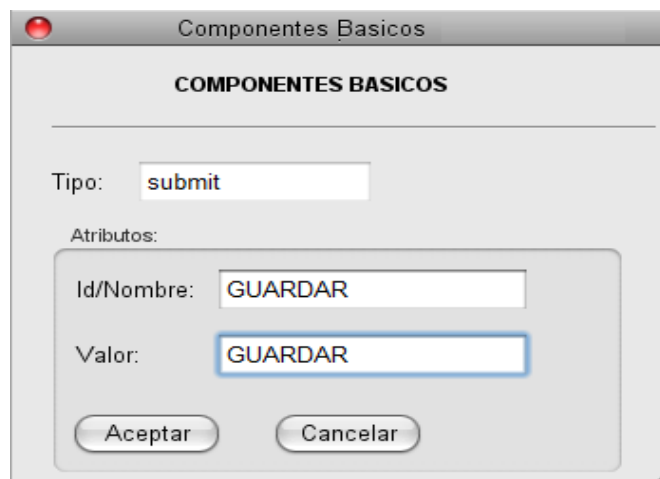 Componentes Basicos
COMPONENTES BASICOS
Tipo: submit
Atributos:
Id/Nombre: GUARDAR
Valor: GUARDAR
Aceptar Cancelar